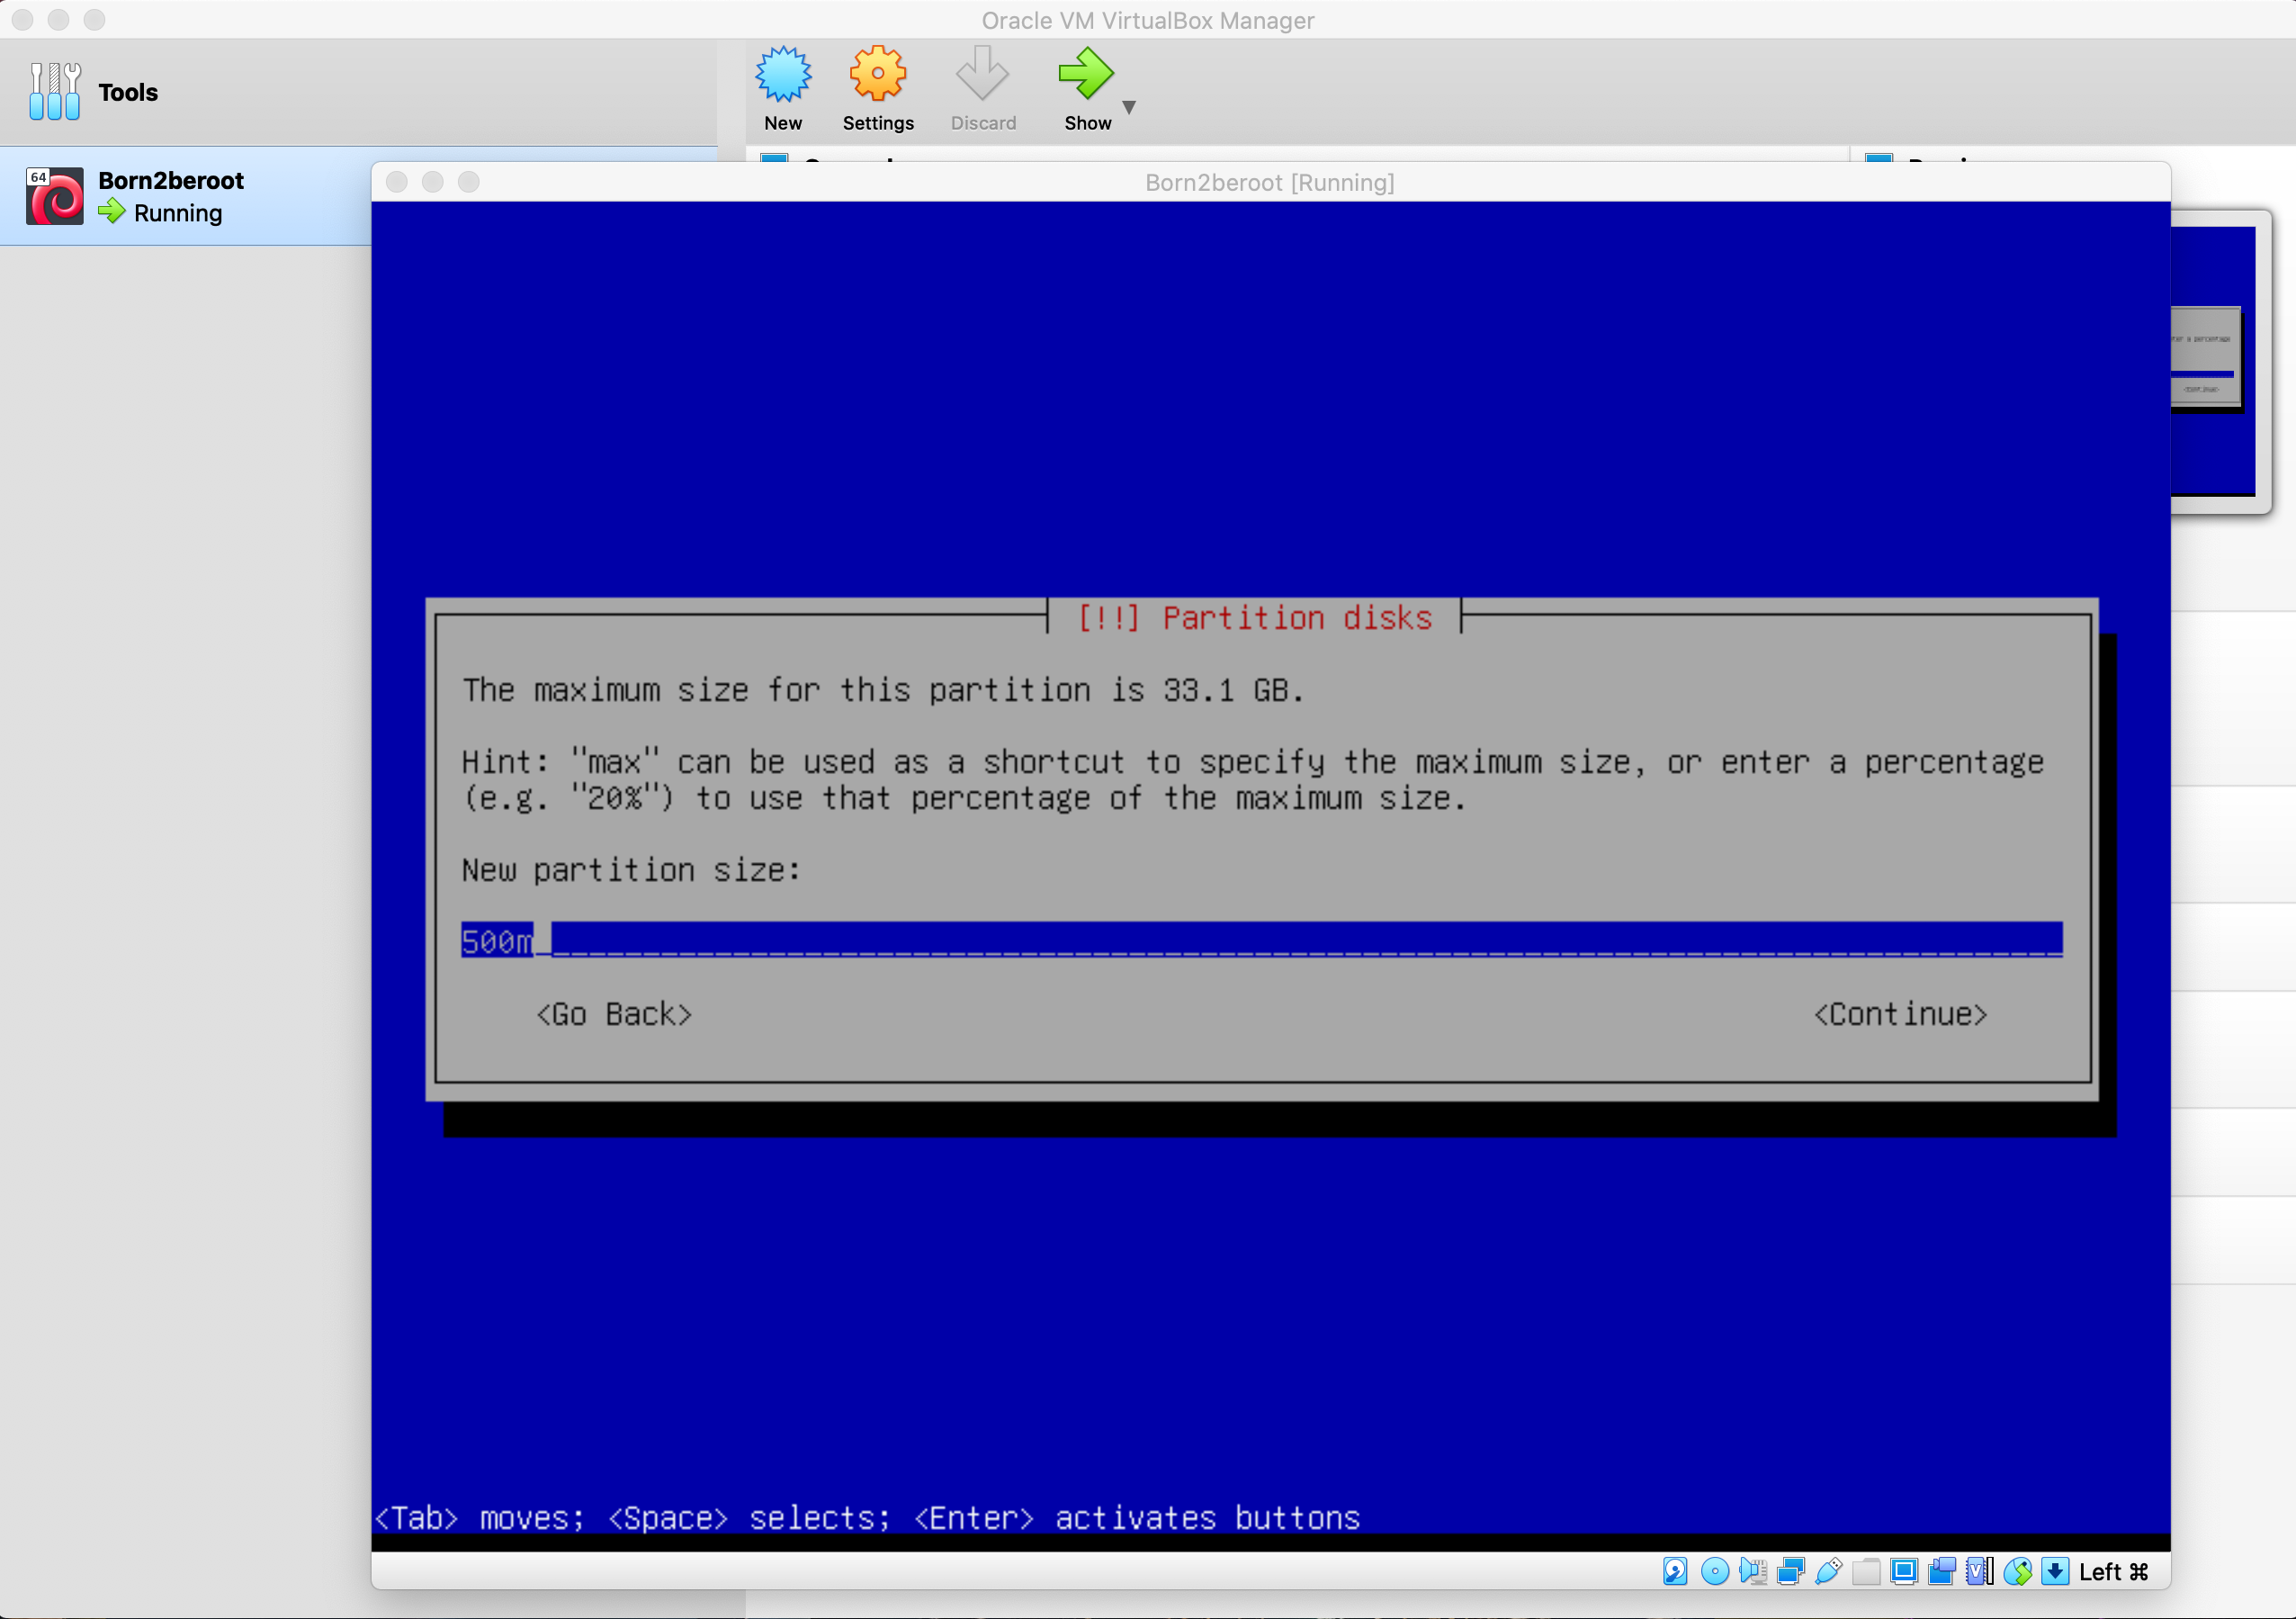 Oracle VM VirtualBox Manager
Tools
New
Settings
Discard
Show
64
Born2beroot
Running
Born2beroot [Running]
[!!] Partition disks
The maximum size for this partition is 33.1 GB.
Hint: "max" can be used as a shortcut to specify the maximum size, or enter a percentage
(e.g. "20%") to use that percentage of the maximum size.
New partition size:
500m
<Go Back>
<Continue>
<Tab> moves; <Space> selects; <Enter> activates buttons
Left ⌘